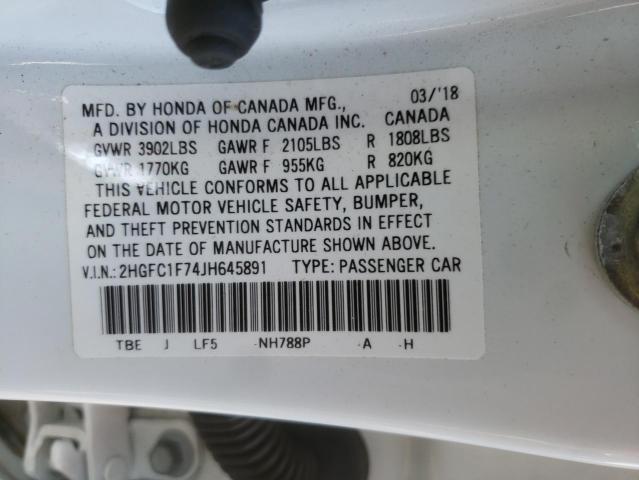 MFD. BY HONDA OF CANADA MFG., 03/'18
A DIVISION OF HONDA CANADA INC. CANADA
GVWR 3902LBS GAWR F 2105LBS R 1808LBS
GVWR 1770KG GAWR F 955KG R 820KG
THIS VEHICLE CONFORMS TO ALL APPLICABLE
FEDERAL MOTOR VEHICLE SAFETY, BUMPER,
AND THEFT PREVENTION STANDARDS IN EFFECT
ON THE DATE OF MANUFACTURE SHOWN ABOVE.
V.I.N.: 2HGFC1F74JH645891 TYPE: PASSENGER CAR
TBE J LF5 -NH788P -A -H